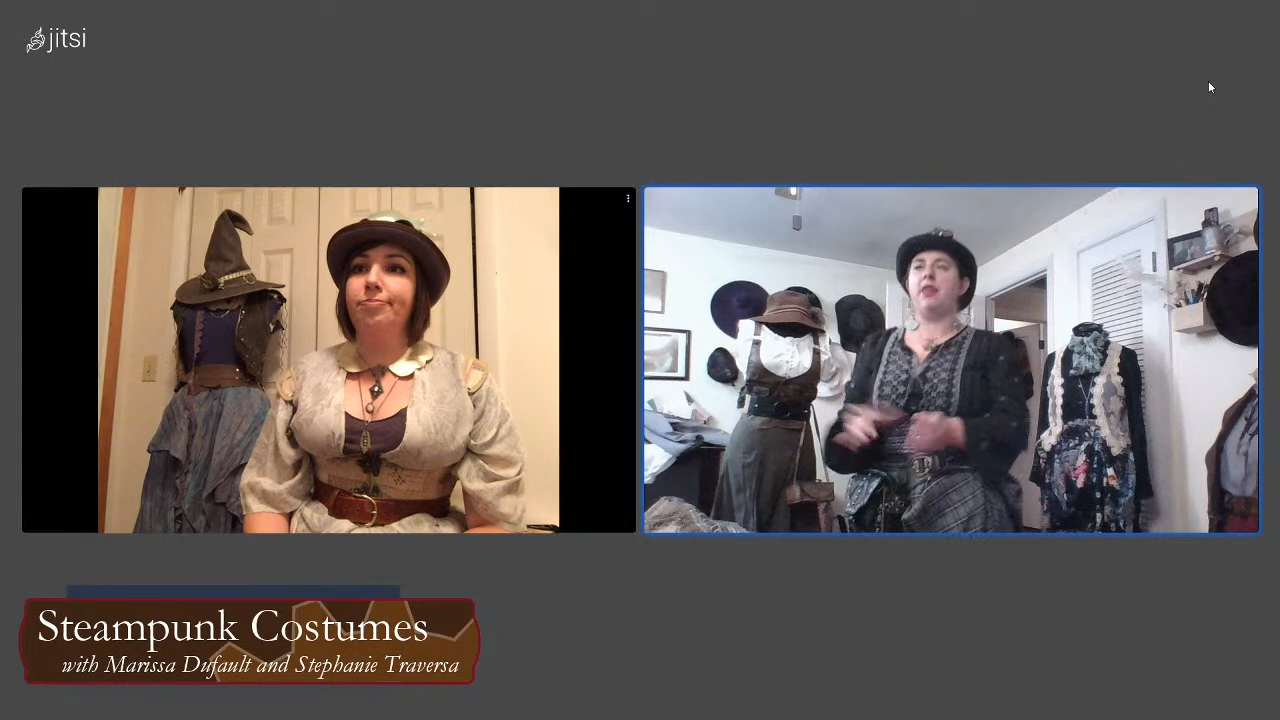 jitsi
Steampunk Costumes
with Marissa Dufault and Stephanie Traversa